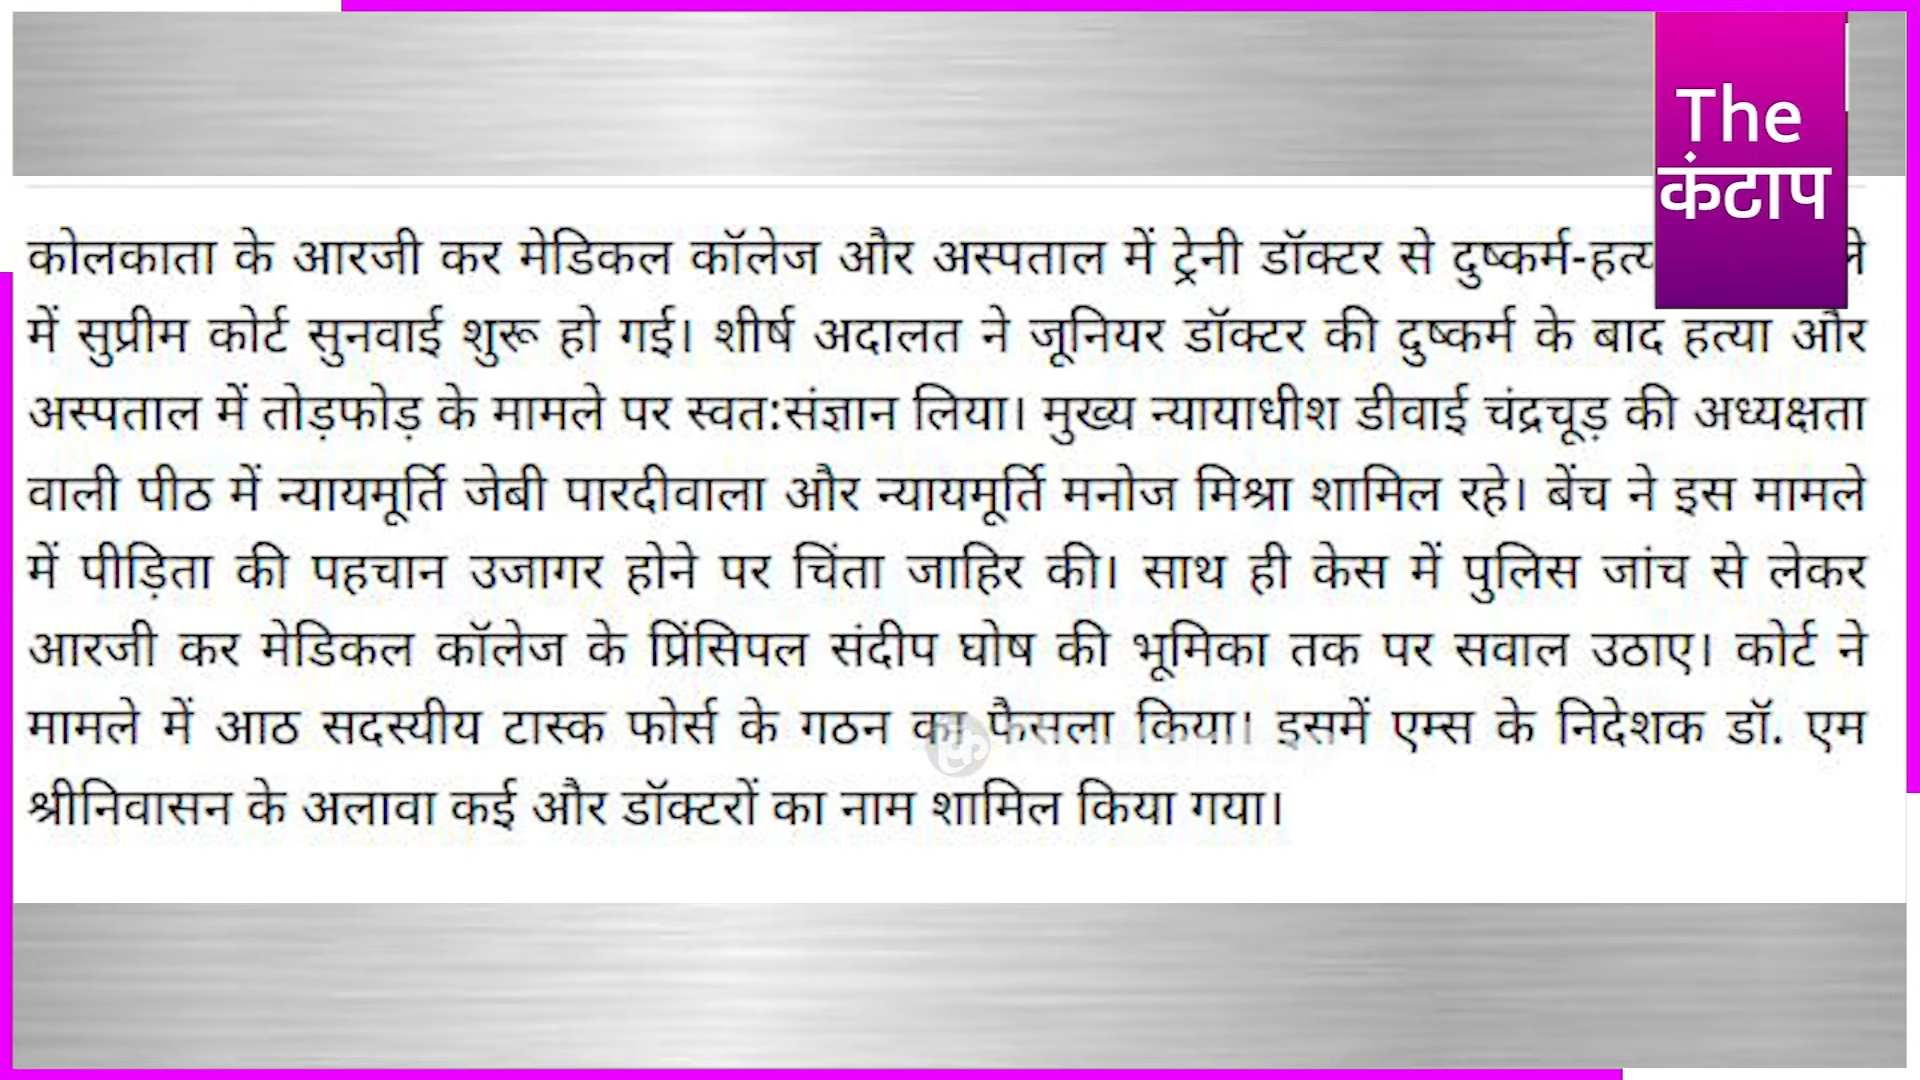 The
कंटाप
कोलकाता के आरजी कर मेडिकल कॉलेज और अस्पताल में ट्रेनी डॉक्टर से दुष्कर्म-हत्य
में सुप्रीम कोर्ट सुनवाई शुरू हो गई। शीर्ष अदालत ने जूनियर डॉक्टर की दुष्कर्म के बाद हत्या और
अस्पताल में तोड़फोड़ के मामले पर स्वत:संज्ञान लिया। मुख्य न्यायाधीश डीवाई चंद्रचूड़ की अध्यक्षता
वाली पीठ में न्यायमूर्ति जेबी पारदीवाला और न्यायमूर्ति मनोज मिश्रा शामिल रहे। बेंच ने इस मामले
में पीड़िता की पहचान उजागर होने पर चिंता जाहिर की। साथ ही केस में पुलिस जांच से लेकर
आरजी कर मेडिकल कॉलेज के प्रिंसिपल संदीप घोष की भूमिका तक पर सवाल उठाए। कोर्ट ने
मामले में आठ सदस्यीय टास्क फोर्स के गठन का फैसला किया। इसमें एम्स के निदेशक डॉ. एम
श्रीनिवासन के अलावा कई और डॉक्टरों का नाम शामिल किया गया।